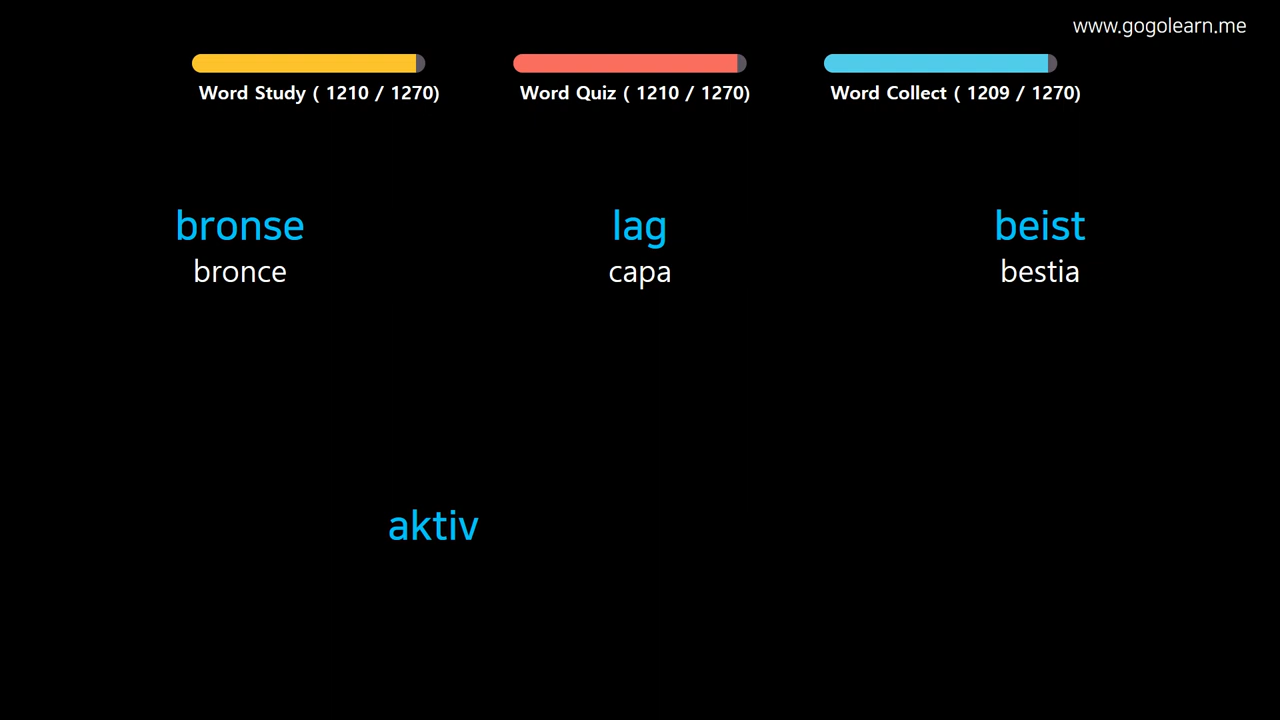 www.gogolearn.me
Word Study ( 1210 / 1270)
Word Quiz ( 1210 / 1270)
Word Collect ( 1209 / 1270)
bronse
bronce
lag
capa
beist
bestia
aktiv